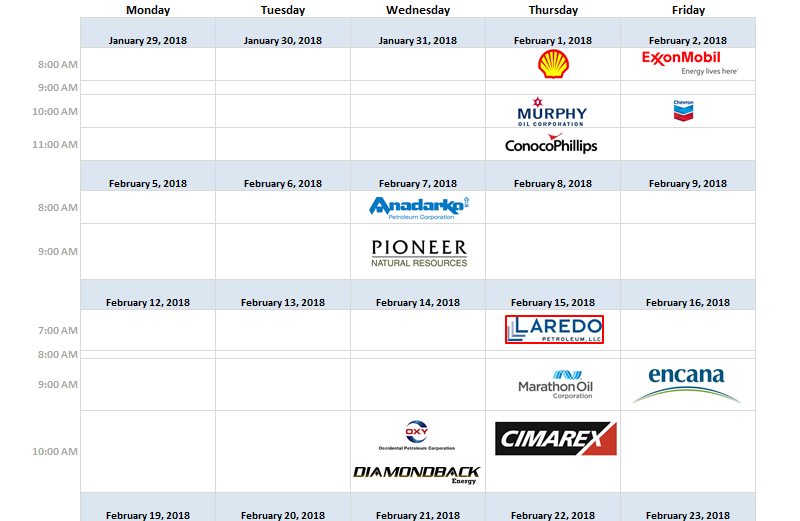 Monday Tuesday Wednesday Thursday Friday
January 29, 2018 January 30, 2018 January 31, 2018 February 1, 2018 February 2, 2018
8:00 AM ExxonMobil
Energy lives here™
9:00 AM
10:00 AM MURPHY Chevron
OIL CORPORATION
11:00 AM ConocoPhillips
February 5, 2018 February 6, 2018 February 7, 2018 February 8, 2018 February 9, 2018
8:00 AM Anadarko
Petroleum Corporation
9:00 AM PIONEER
NATURAL RESOURCES
February 12, 2018 February 13, 2018 February 14, 2018 February 15, 2018 February 16, 2018
7:00 AM LAREDO
PETROLEUM, LLC
8:00 AM
9:00 AM MarathonOil encana
Corporation
10:00 AM OXY CIMAREX
Occidental Petroleum Corporation
DIAMONDBACK
Energy
February 19, 2018 February 20, 2018 February 21, 2018 February 22, 2018 February 23, 2018